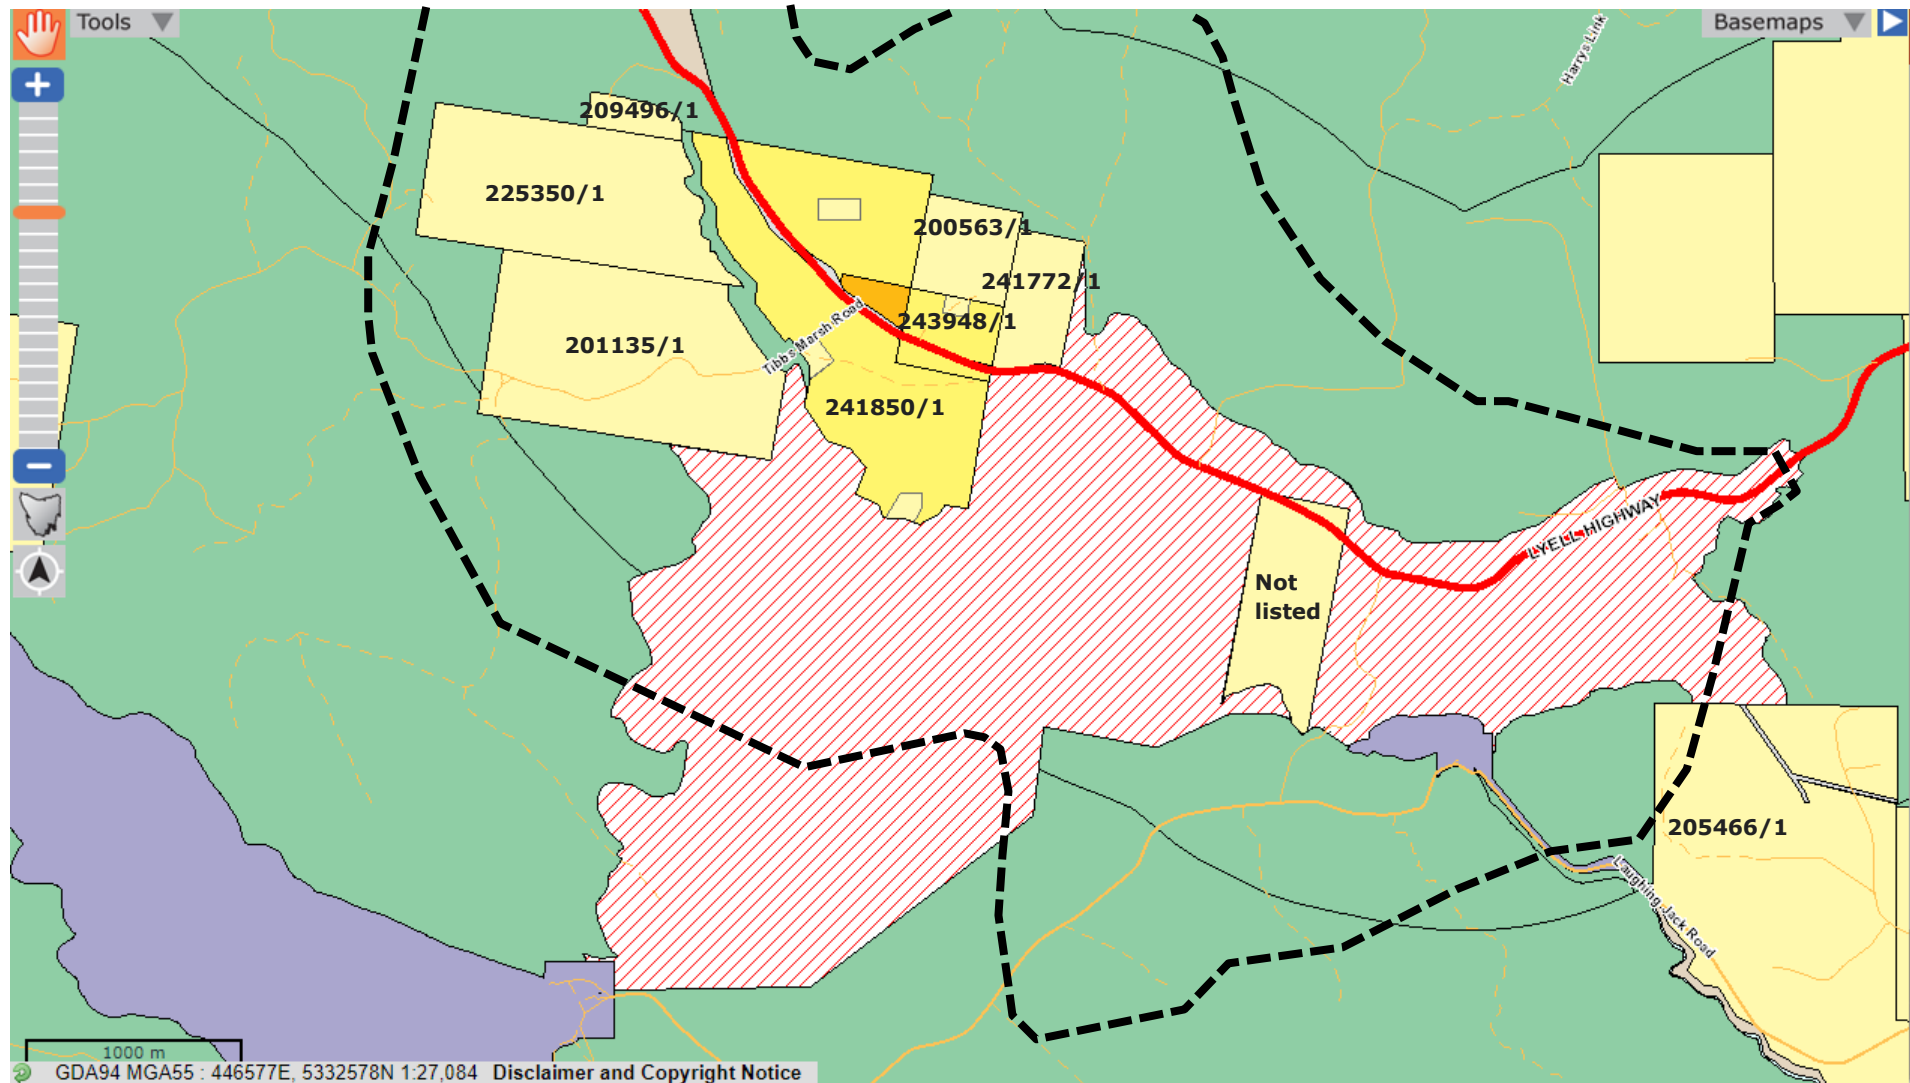 Tools
Basemaps
Harrys Link
209496/1
225350/1
200563/1
241772/1
243948/1
Tibbs Marsh Road
201135/1
241850/1
LYELL HIGHWAY
Not
listed
205466/1
Laughing Jack Road
1000 m
GDA94 MGA55 : 446577E, 5332578N 1:27,084 Disclaimer and Copyright Notice